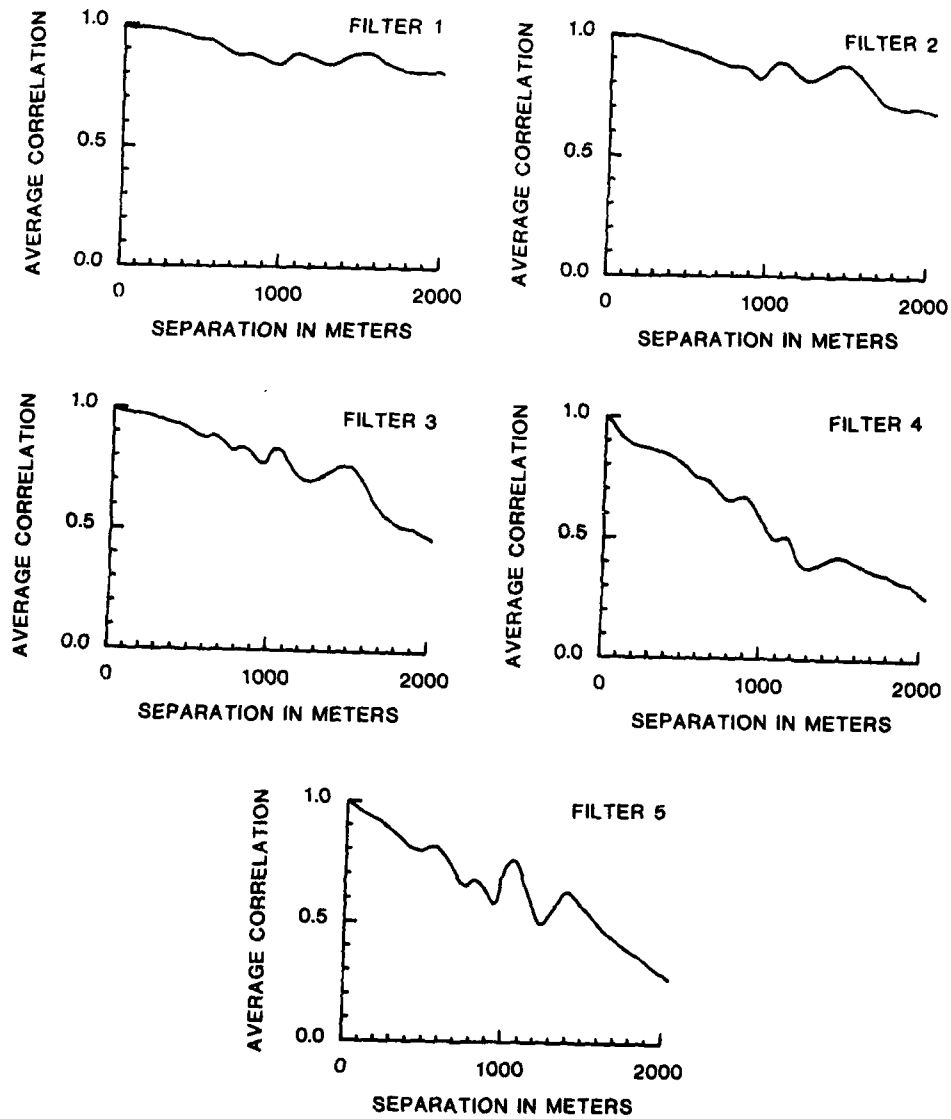 FILTER 1
AVERAGE CORRELATION
1.0
0.5
0.0
0 1000 2000
SEPARATION IN METERS
FILTER 2
AVERAGE CORRELATION
1.0
0.5
0.0
0 1000 2000
SEPARATION IN METERS
FILTER 3
AVERAGE CORRELATION
1.0
0.5
0.0
0 1000 2000
SEPARATION IN METERS
FILTER 4
AVERAGE CORRELATION
1.0
0.5
0.0
0 1000 2000
SEPARATION IN METERS
FILTER 5
AVERAGE CORRELATION
1.0
0.5
0.0
0 1000 2000
SEPARATION IN METERS